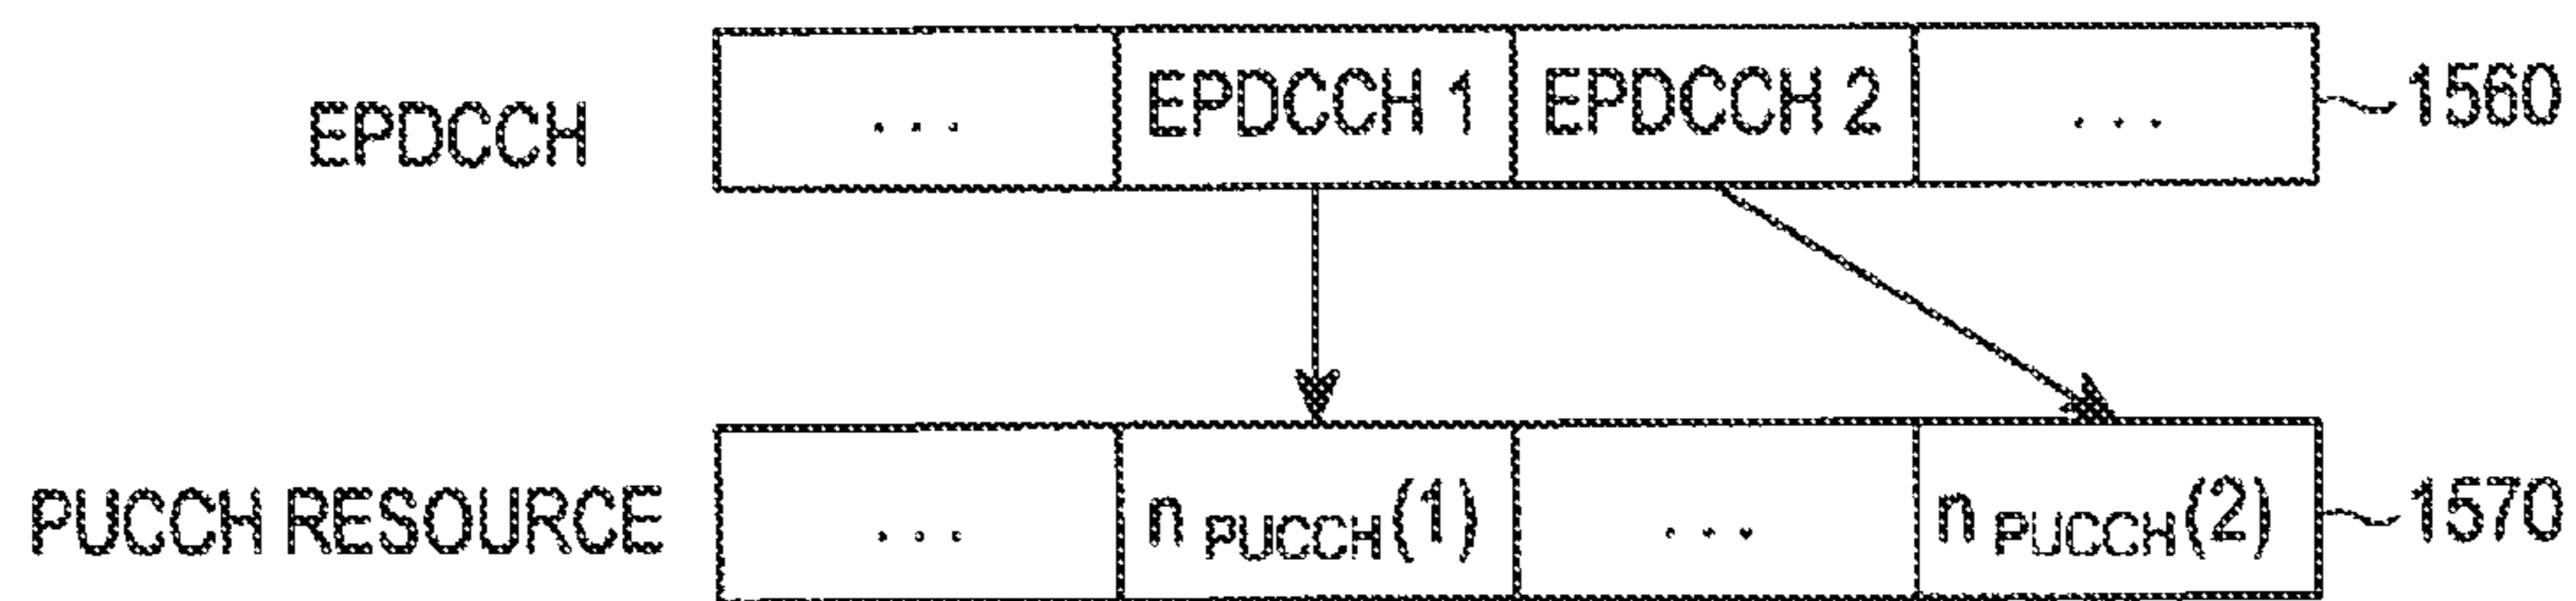 EPDCCH ... EPDCCH 1 EPDCCH 2 ... 1560
PUCCH RESOURCE ... n PUCCH(1) ... n PUCCH(2) 1570